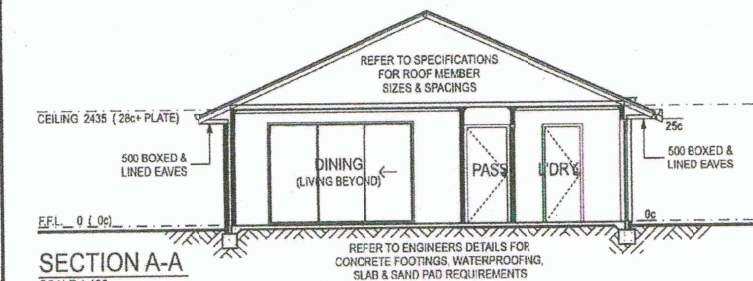 REFER TO SPECIFICATIONS
FOR ROOF MEMBER
SIZES & SPACINGS
CEILING 2435 (28c+ PLATE)
25c
500 BOXED &
LINED EAVES
DINING
(LIVING BEYOND)
PASS
L'DRY
500 BOXED &
LINED EAVES
F.F.L. 0 (0c)
0c
REFER TO ENGINEERS DETAILS FOR
CONCRETE FOOTINGS, WATERPROOFING,
SLAB & SAND PAD REQUIREMENTS
SECTION A-A